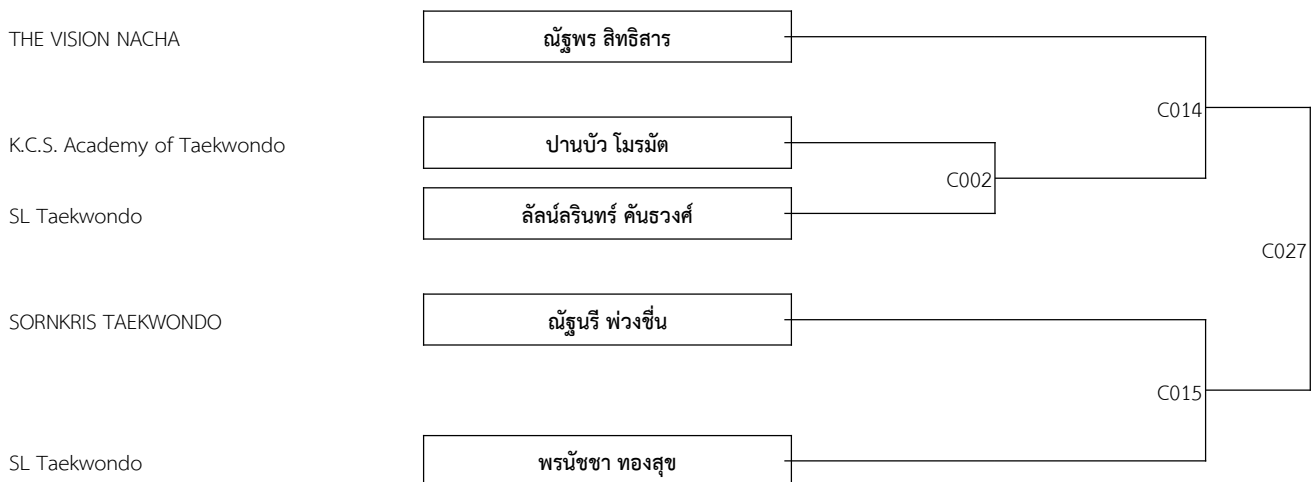 THE VISION NACHA
ณัฐพร สิทธิสาร
C014
K.C.S. Academy of Taekwondo
ปานบัว โมรมัต
C002
SL Taekwondo
ลัลน์ลรินทร์ คันธวงศ์
C027
SORNKRIS TAEKWONDO
ณัฐนรี พ่วงชื่น
C015
SL Taekwondo
พรนัชชา ทองสุข